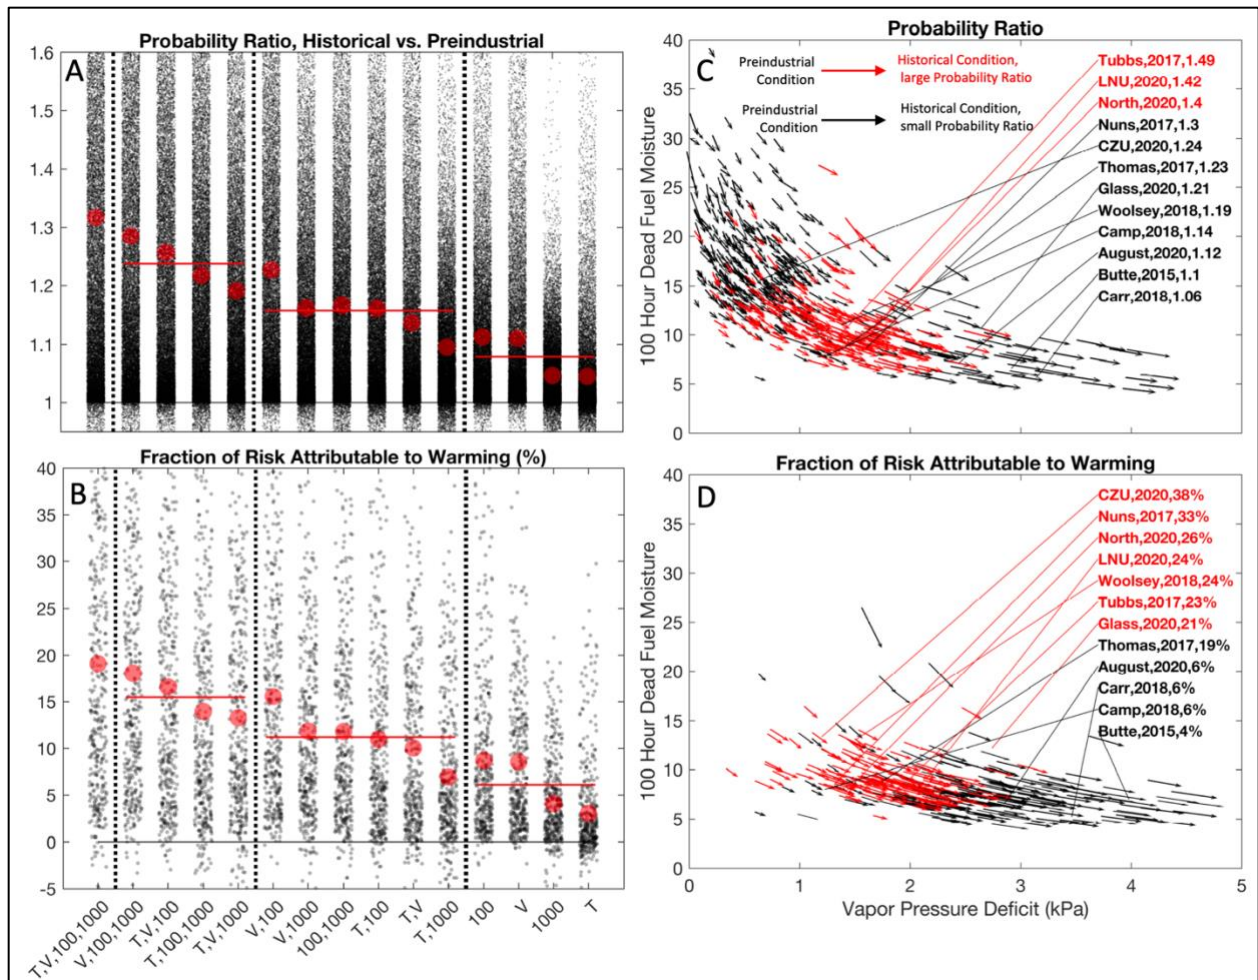 Probability Ratio, Historical vs. Preindustrial
A
1.6
1.5
1.4
1.3
1.2
1.1
1
Fraction of Risk Attributable to Warming (%)
B
40
35
30
25
20
15
10
5
0
-5
T,V,100,1000
V,100,1000
T,V,100
T,100,1000
T,V,1000
V,100
V,1000
100,1000
T,100
T,V
T,1000
100
V
1000
T
Probability Ratio
C
40
35
30
25
20
15
10
5
0
100 Hour Dead Fuel Moisture
Preindustrial
Condition
Historical Condition,
large Probability Ratio
Preindustrial
Condition
Historical Condition,
small Probability Ratio
Tubbs,2017,1.49
LNU,2020,1.42
North,2020,1.4
Nuns,2017,1.3
CZU,2020,1.24
Thomas,2017,1.23
Glass,2020,1.21
Woolsey,2018,1.19
Camp,2018,1.14
August,2020,1.12
Butte,2015,1.1
Carr,2018,1.06
Fraction of Risk Attributable to Warming
D
40
35
30
25
20
15
10
5
0
100 Hour Dead Fuel Moisture
CZU,2020,38%
Nuns,2017,33%
North,2020,26%
LNU,2020,24%
Woolsey,2018,24%
Tubbs,2017,23%
Glass,2020,21%
Thomas,2017,19%
August,2020,6%
Carr,2018,6%
Camp,2018,6%
Butte,2015,4%
0 1 2 3 4 5
Vapor Pressure Deficit (kPa)